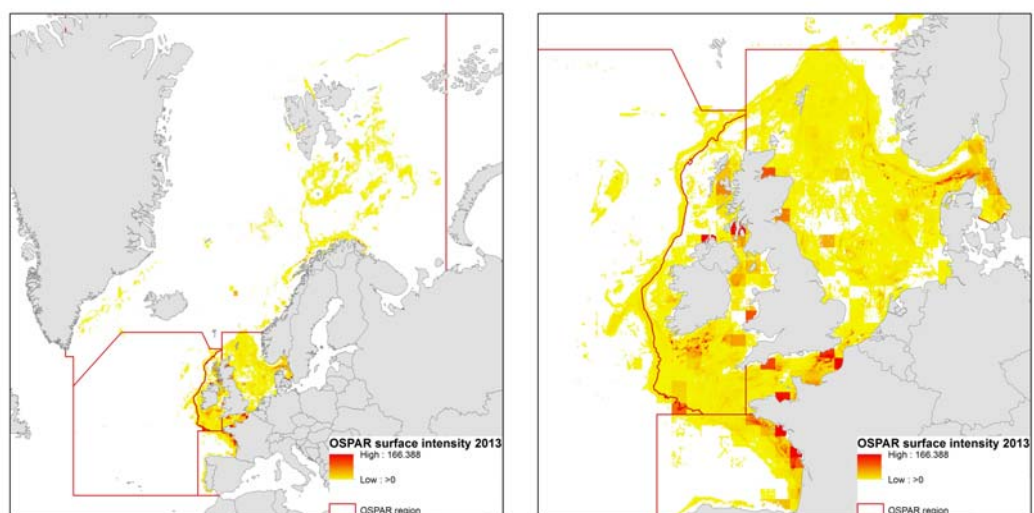 OSPAR surface intensity 2013
High : 166.388
Low : >0
OSPAR region
OSPAR surface intensity 2013
High : 166.388
Low : >0
OSPAR region